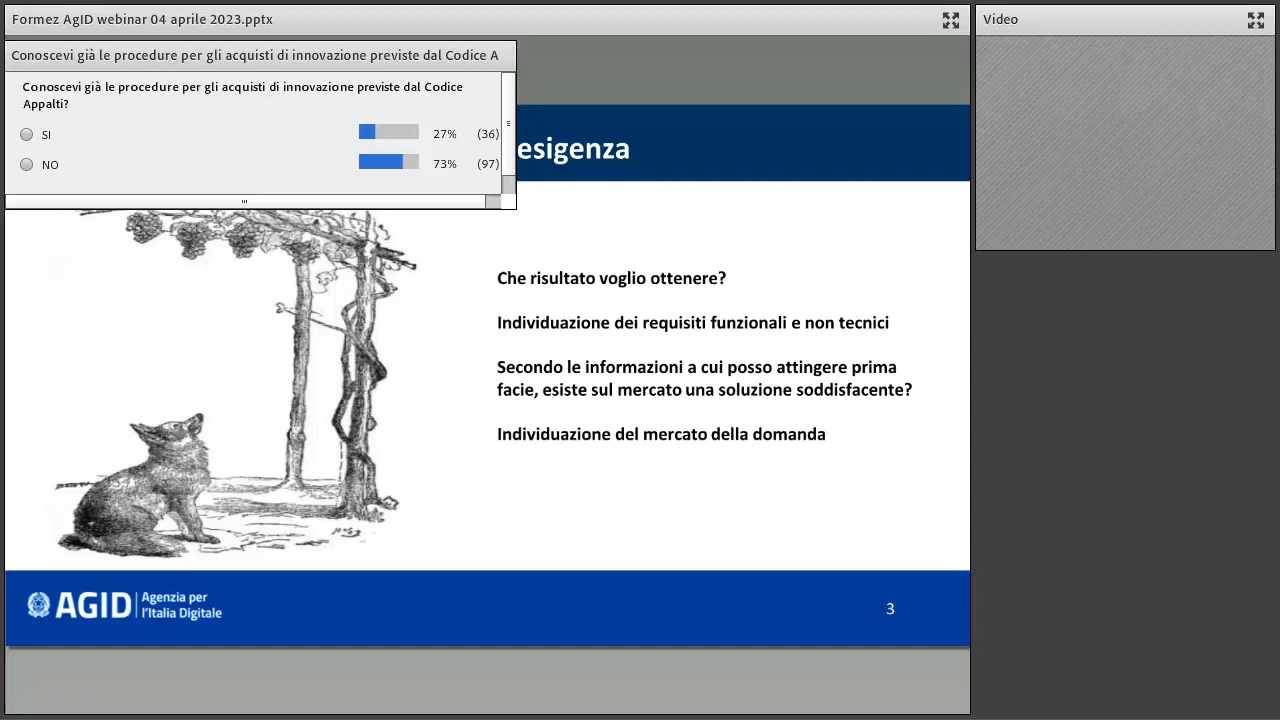 Formez AgID webinar 04 aprile 2023.pptx
Video
Conoscevi già le procedure per gli acquisti di innovazione previste dal Codice A
Conoscevi già le procedure per gli acquisti di innovazione previste dal Codice
Appalti?
SI 27% (36)
NO 73% (97)
esigenza
Che risultato voglio ottenere?
Individuazione dei requisiti funzionali e non tecnici
Secondo le informazioni a cui posso attingere prima
facie, esiste sul mercato una soluzione soddisfacente?
Individuazione del mercato della domanda
AGID Agenzia per
l'Italia Digitale
3